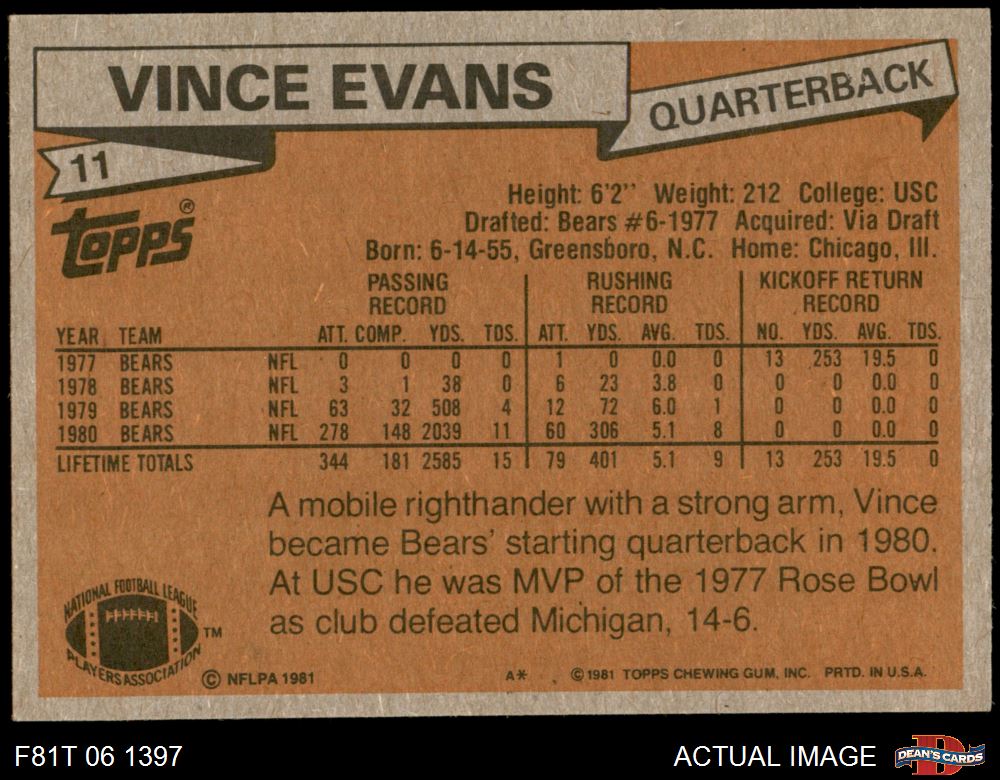 VINCE EVANS
QUARTERBACK
11
TOPPS®
Height: 6'2'' Weight: 212 College: USC
Drafted: Bears #6-1977 Acquired: Via Draft
Born: 6-14-55, Greensboro, N.C. Home: Chicago, Ill.
PASSING RECORD RUSHING RECORD KICKOFF RETURN RECORD
YEAR TEAM ATT. COMP. YDS. TDS. ATT. YDS. AVG. TDS. NO. YDS. AVG. TDS.
1977 BEARS NFL 0 0 0 0 1 0 0.0 0 13 253 19.5 0
1978 BEARS NFL 3 1 38 0 6 23 3.8 0 0 0 0.0 0
1979 BEARS NFL 63 32 508 4 12 72 6.0 1 0 0 0.0 0
1980 BEARS NFL 278 148 2039 11 60 306 5.1 8 0 0 0.0 0
LIFETIME TOTALS 344 181 2585 15 79 401 5.1 9 13 253 19.5 0
A mobile righthander with a strong arm, Vince
became Bears' starting quarterback in 1980.
At USC he was MVP of the 1977 Rose Bowl
as club defeated Michigan, 14-6.
NATIONAL FOOTBALL LEAGUE
PLAYERS ASSOCIATION
TM
© NFLPA 1981 A* ©1981 TOPPS CHEWING GUM, INC. PRTD. IN U.S.A.
F81T 06 1397 ACTUAL IMAGE
D
DEAN'S CARDS